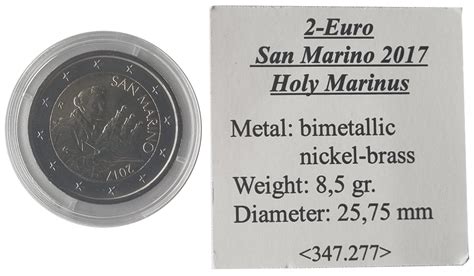 SAN MARINO
2017
2-Euro
San Marino 2017
Holy Marinus
Metal: bimetallic
nickel-brass
Weight: 8,5 gr.
Diameter: 25,75 mm
<347.277>